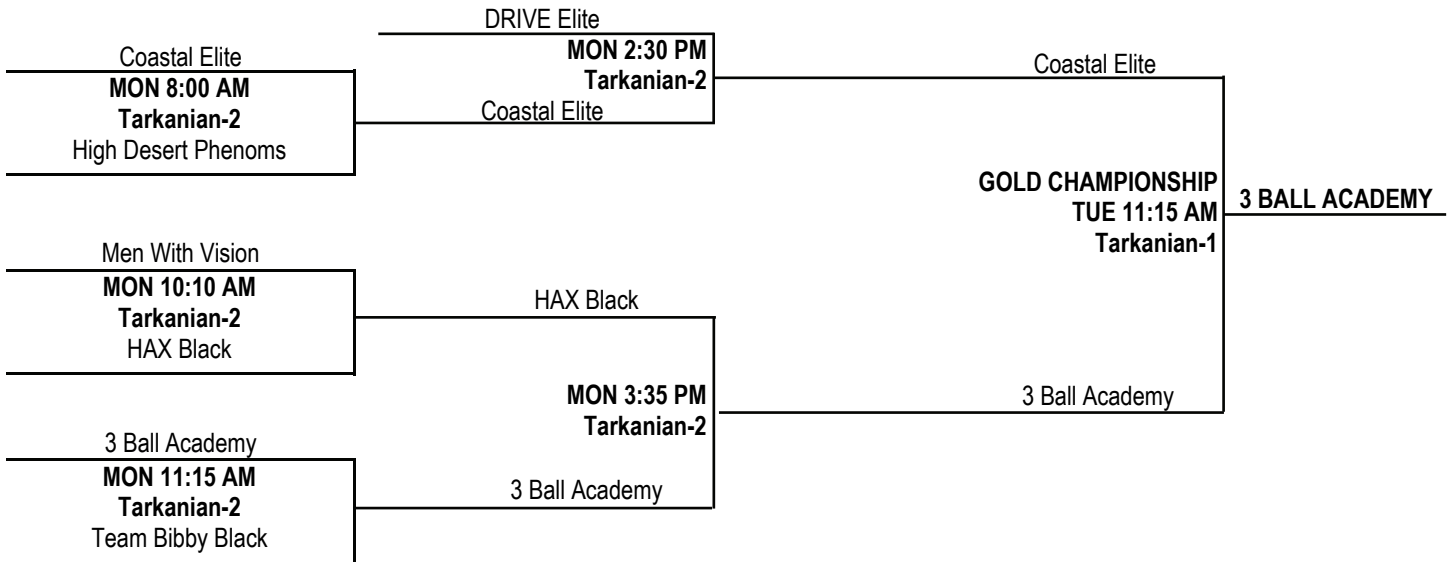 DRIVE Elite
Coastal Elite
MON 2:30 PM
Tarkanian-2
Coastal Elite
MON 8:00 AM
Tarkanian-2
High Desert Phenoms
Coastal Elite
GOLD CHAMPIONSHIP
TUE 11:15 AM
Tarkanian-1
3 BALL ACADEMY
Men With Vision
MON 10:10 AM
Tarkanian-2
HAX Black
HAX Black
MON 3:35 PM
Tarkanian-2
3 Ball Academy
3 Ball Academy
MON 11:15 AM
Tarkanian-2
Team Bibby Black
3 Ball Academy